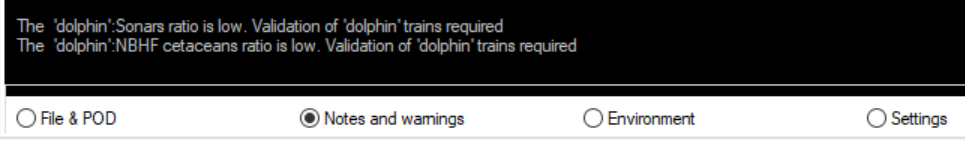 The 'dolphin':Sonars ratio is low. Validation of 'dolphin' trains required
The 'dolphin':NBHF cetaceans ratio is low. Validation of 'dolphin' trains required
File & POD
Notes and warnings
Environment
Settings